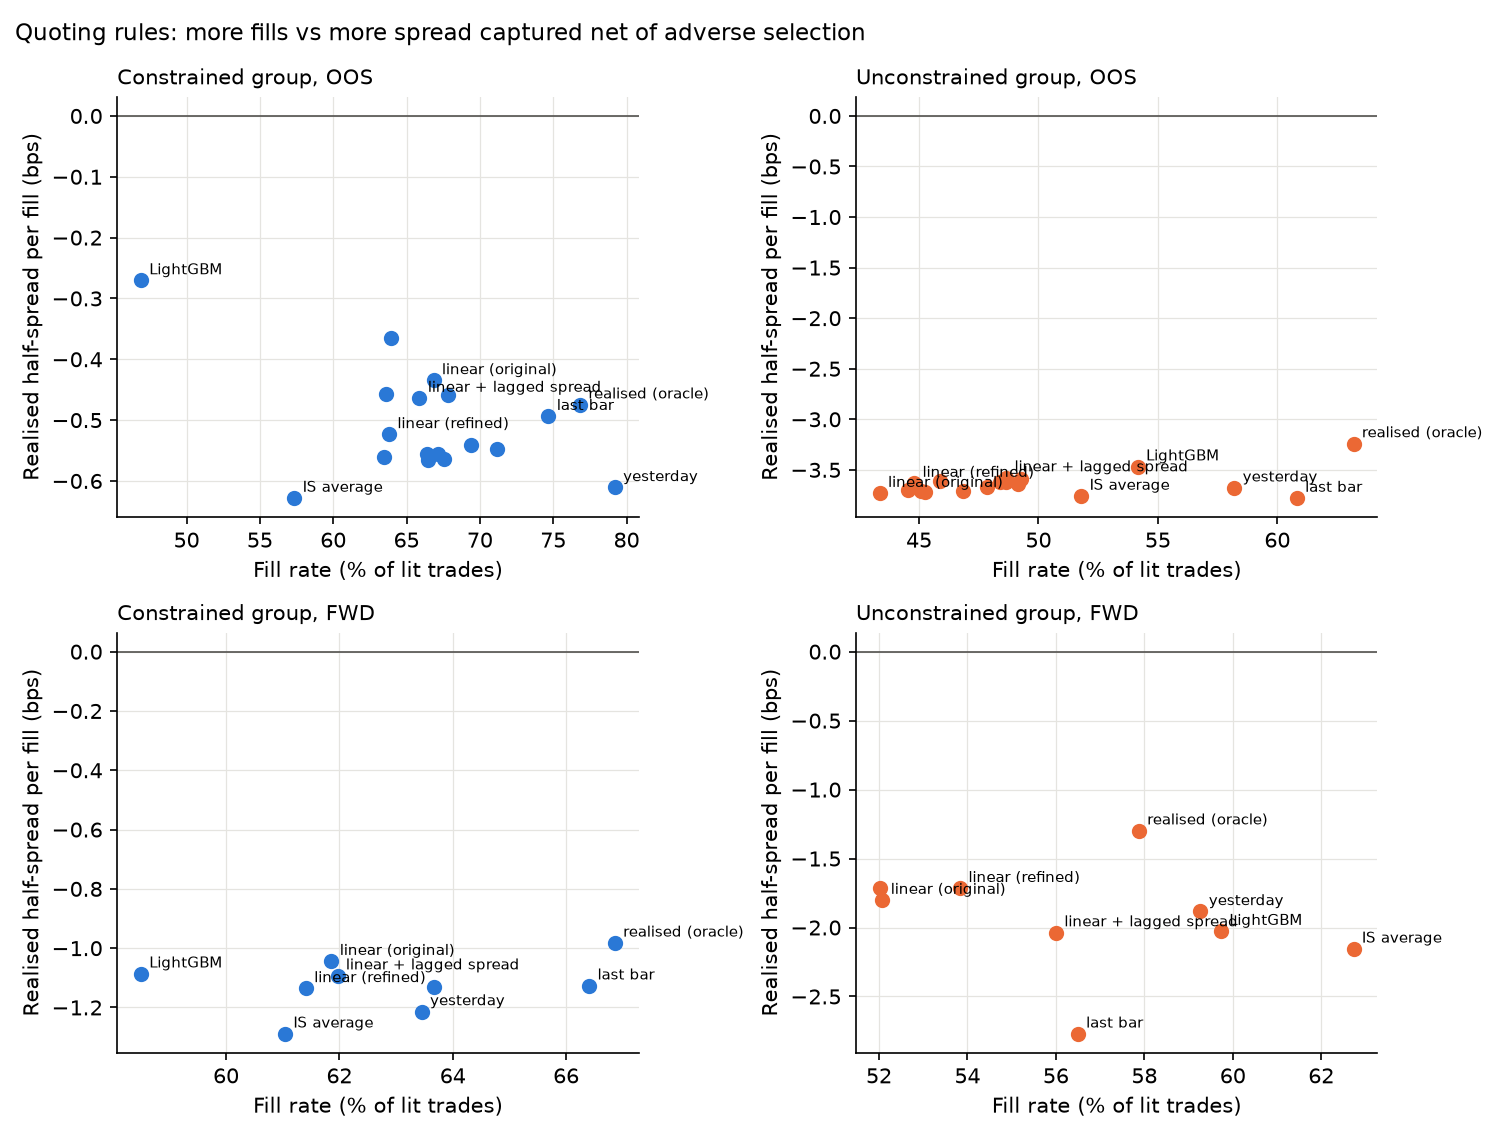 Quoting rules: more fills vs more spread captured net of adverse selection
Constrained group, OOS
Realised half-spread per fill (bps)
0.0
−0.1
−0.2
−0.3
−0.4
−0.5
−0.6
LightGBM
linear (original)
linear + lagged spread
realised (oracle)
last bar
linear (refined)
yesterday
IS average
50
55
60
65
70
75
80
Fill rate (% of lit trades)
Unconstrained group, OOS
Realised half-spread per fill (bps)
0.0
−0.5
−1.0
−1.5
−2.0
−2.5
−3.0
−3.5
realised (oracle)
LightGBM
linear + lagged spread
linear (refined)
linear (original)
IS average
yesterday
last bar
45
50
55
60
Fill rate (% of lit trades)
Constrained group, FWD
Realised half-spread per fill (bps)
0.0
−0.2
−0.4
−0.6
−0.8
−1.0
−1.2
realised (oracle)
linear (original)
LightGBM
linear + lagged spread
linear (refined)
last bar
yesterday
IS average
60
62
64
66
Fill rate (% of lit trades)
Unconstrained group, FWD
Realised half-spread per fill (bps)
0.0
−0.5
−1.0
−1.5
−2.0
−2.5
realised (oracle)
linear (refined)
linear (original)
yesterday
linear + lagged spread
LightGBM
IS average
last bar
52
54
56
58
60
62
Fill rate (% of lit trades)